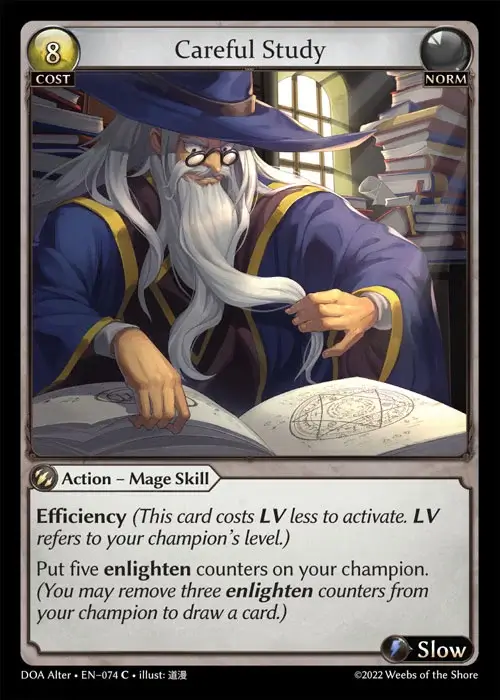 8
Careful Study
COST
NORM
Action – Mage Skill
Efficiency (This card costs LV less to activate. LV
refers to your champion's level.)
Put five enlighten counters on your champion.
(You may remove three enlighten counters from
your champion to draw a card.)
Slow
DOA Alter • EN–074 C • illust: 道漫
©2022 Weebs of the Shore